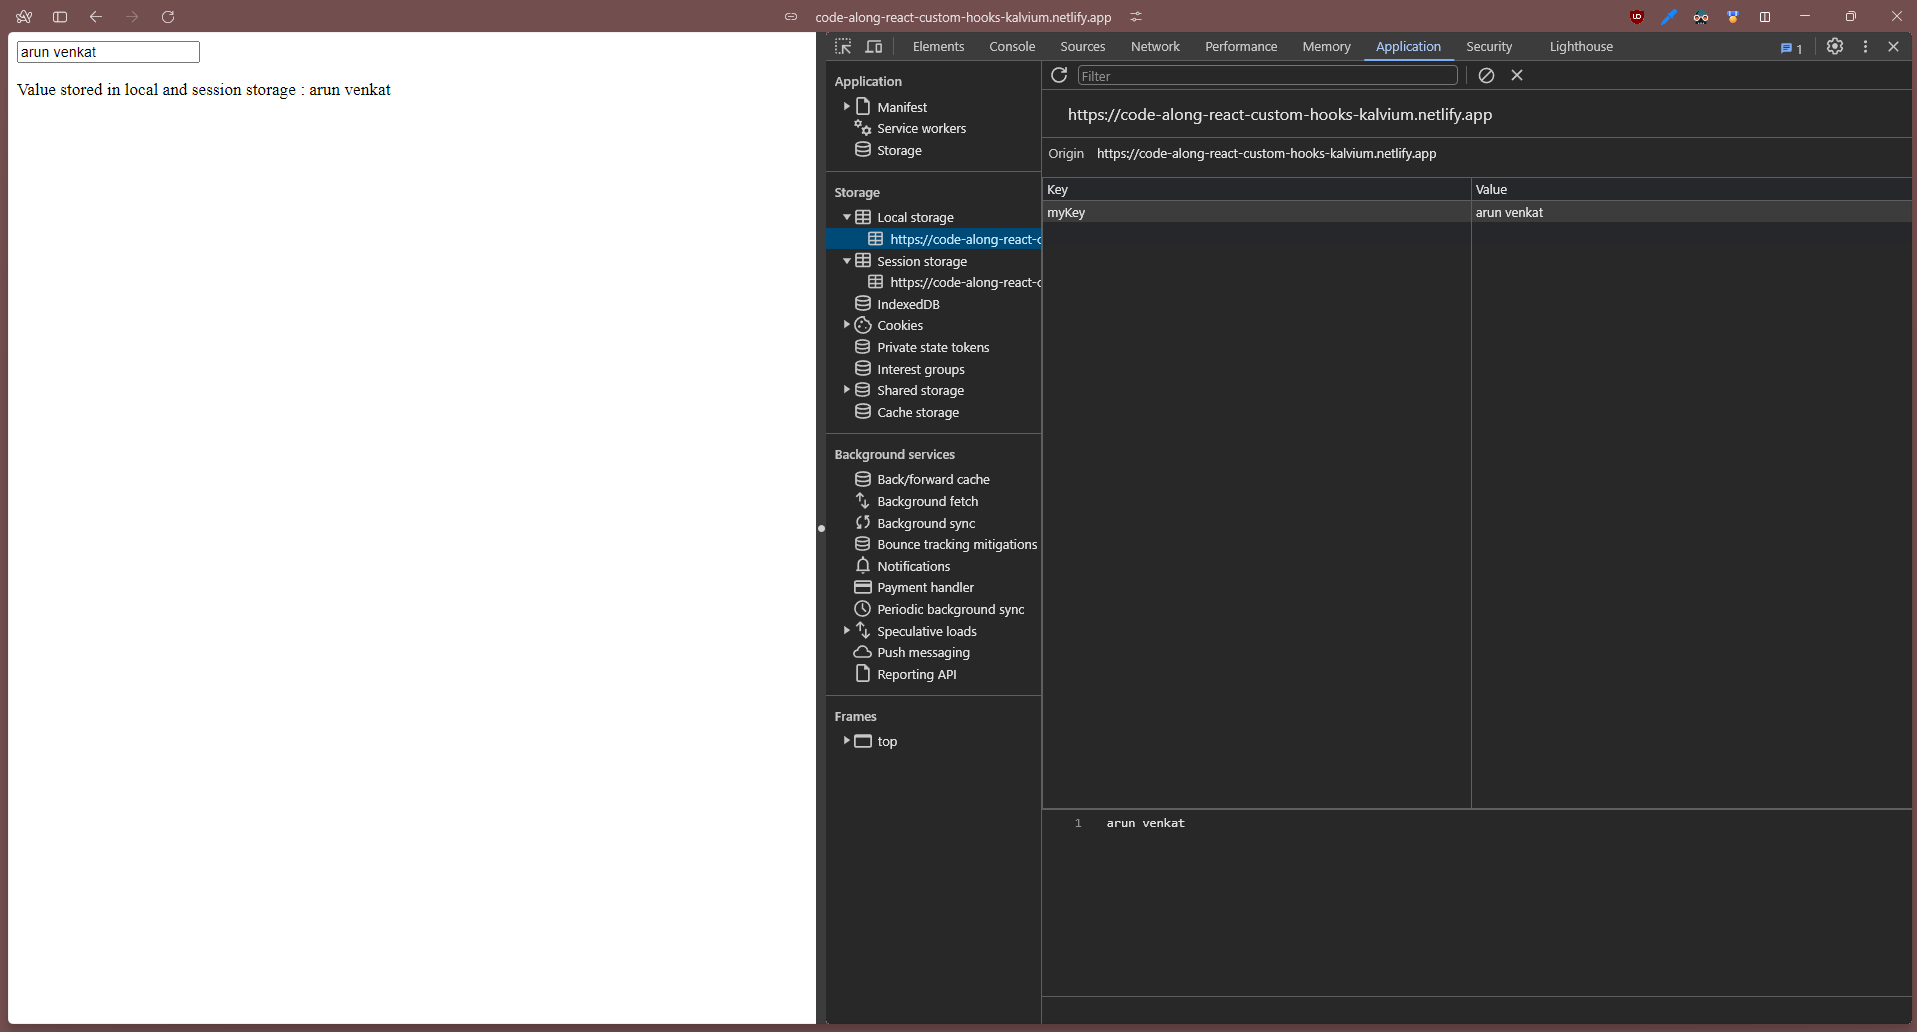 code-along-react-custom-hooks-kalvium.netlify.app
arun venkat
Value stored in local and session storage : arun venkat
Elements Console Sources Network Performance Memory Application Security Lighthouse 1
Application
Manifest
Service workers
Storage
Storage
Local storage
https://code-along-react-c
Session storage
https://code-along-react-c
IndexedDB
Cookies
Private state tokens
Interest groups
Shared storage
Cache storage
Background services
Back/forward cache
Background fetch
Background sync
Bounce tracking mitigations
Notifications
Payment handler
Periodic background sync
Speculative loads
Push messaging
Reporting API
Frames
top
Filter
https://code-along-react-custom-hooks-kalvium.netlify.app
Origin https://code-along-react-custom-hooks-kalvium.netlify.app
Key Value
myKey arun venkat
1 arun venkat